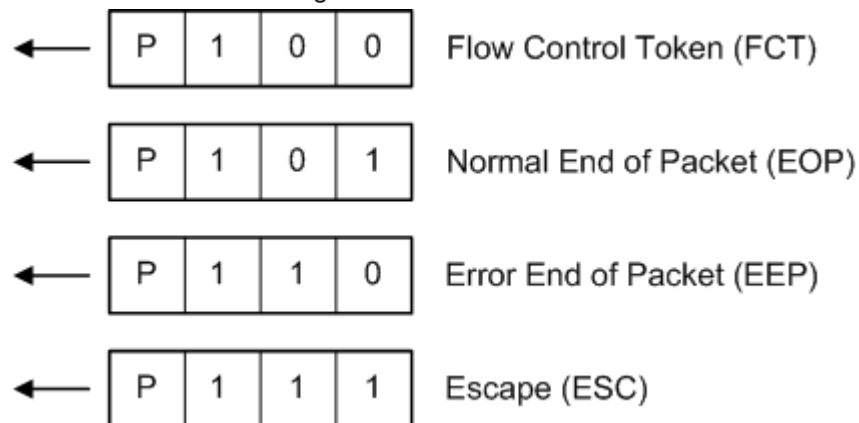 P 1 0 0 Flow Control Token (FCT)
P 1 0 1 Normal End of Packet (EOP)
P 1 1 0 Error End of Packet (EEP)
P 1 1 1 Escape (ESC)